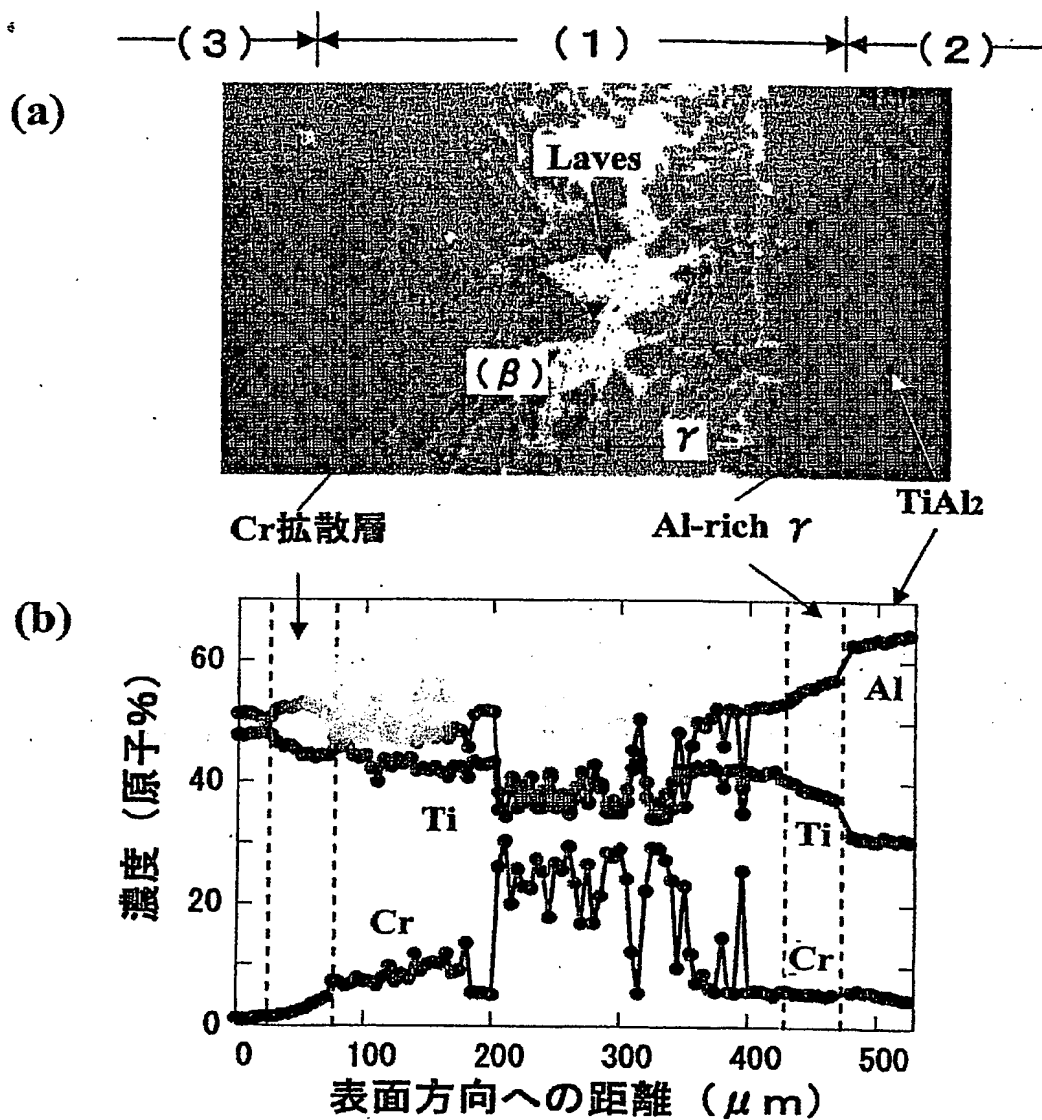 (3) (1) (2)
(a)
Laves
(β)
γ
Cr拡散層 Al-rich γ TiAl2
(b)
濃度 (原子%)
60
40
20
0
Al
Ti Ti
Cr Cr
0 100 200 300 400 500
表面方向への距離 (μm)